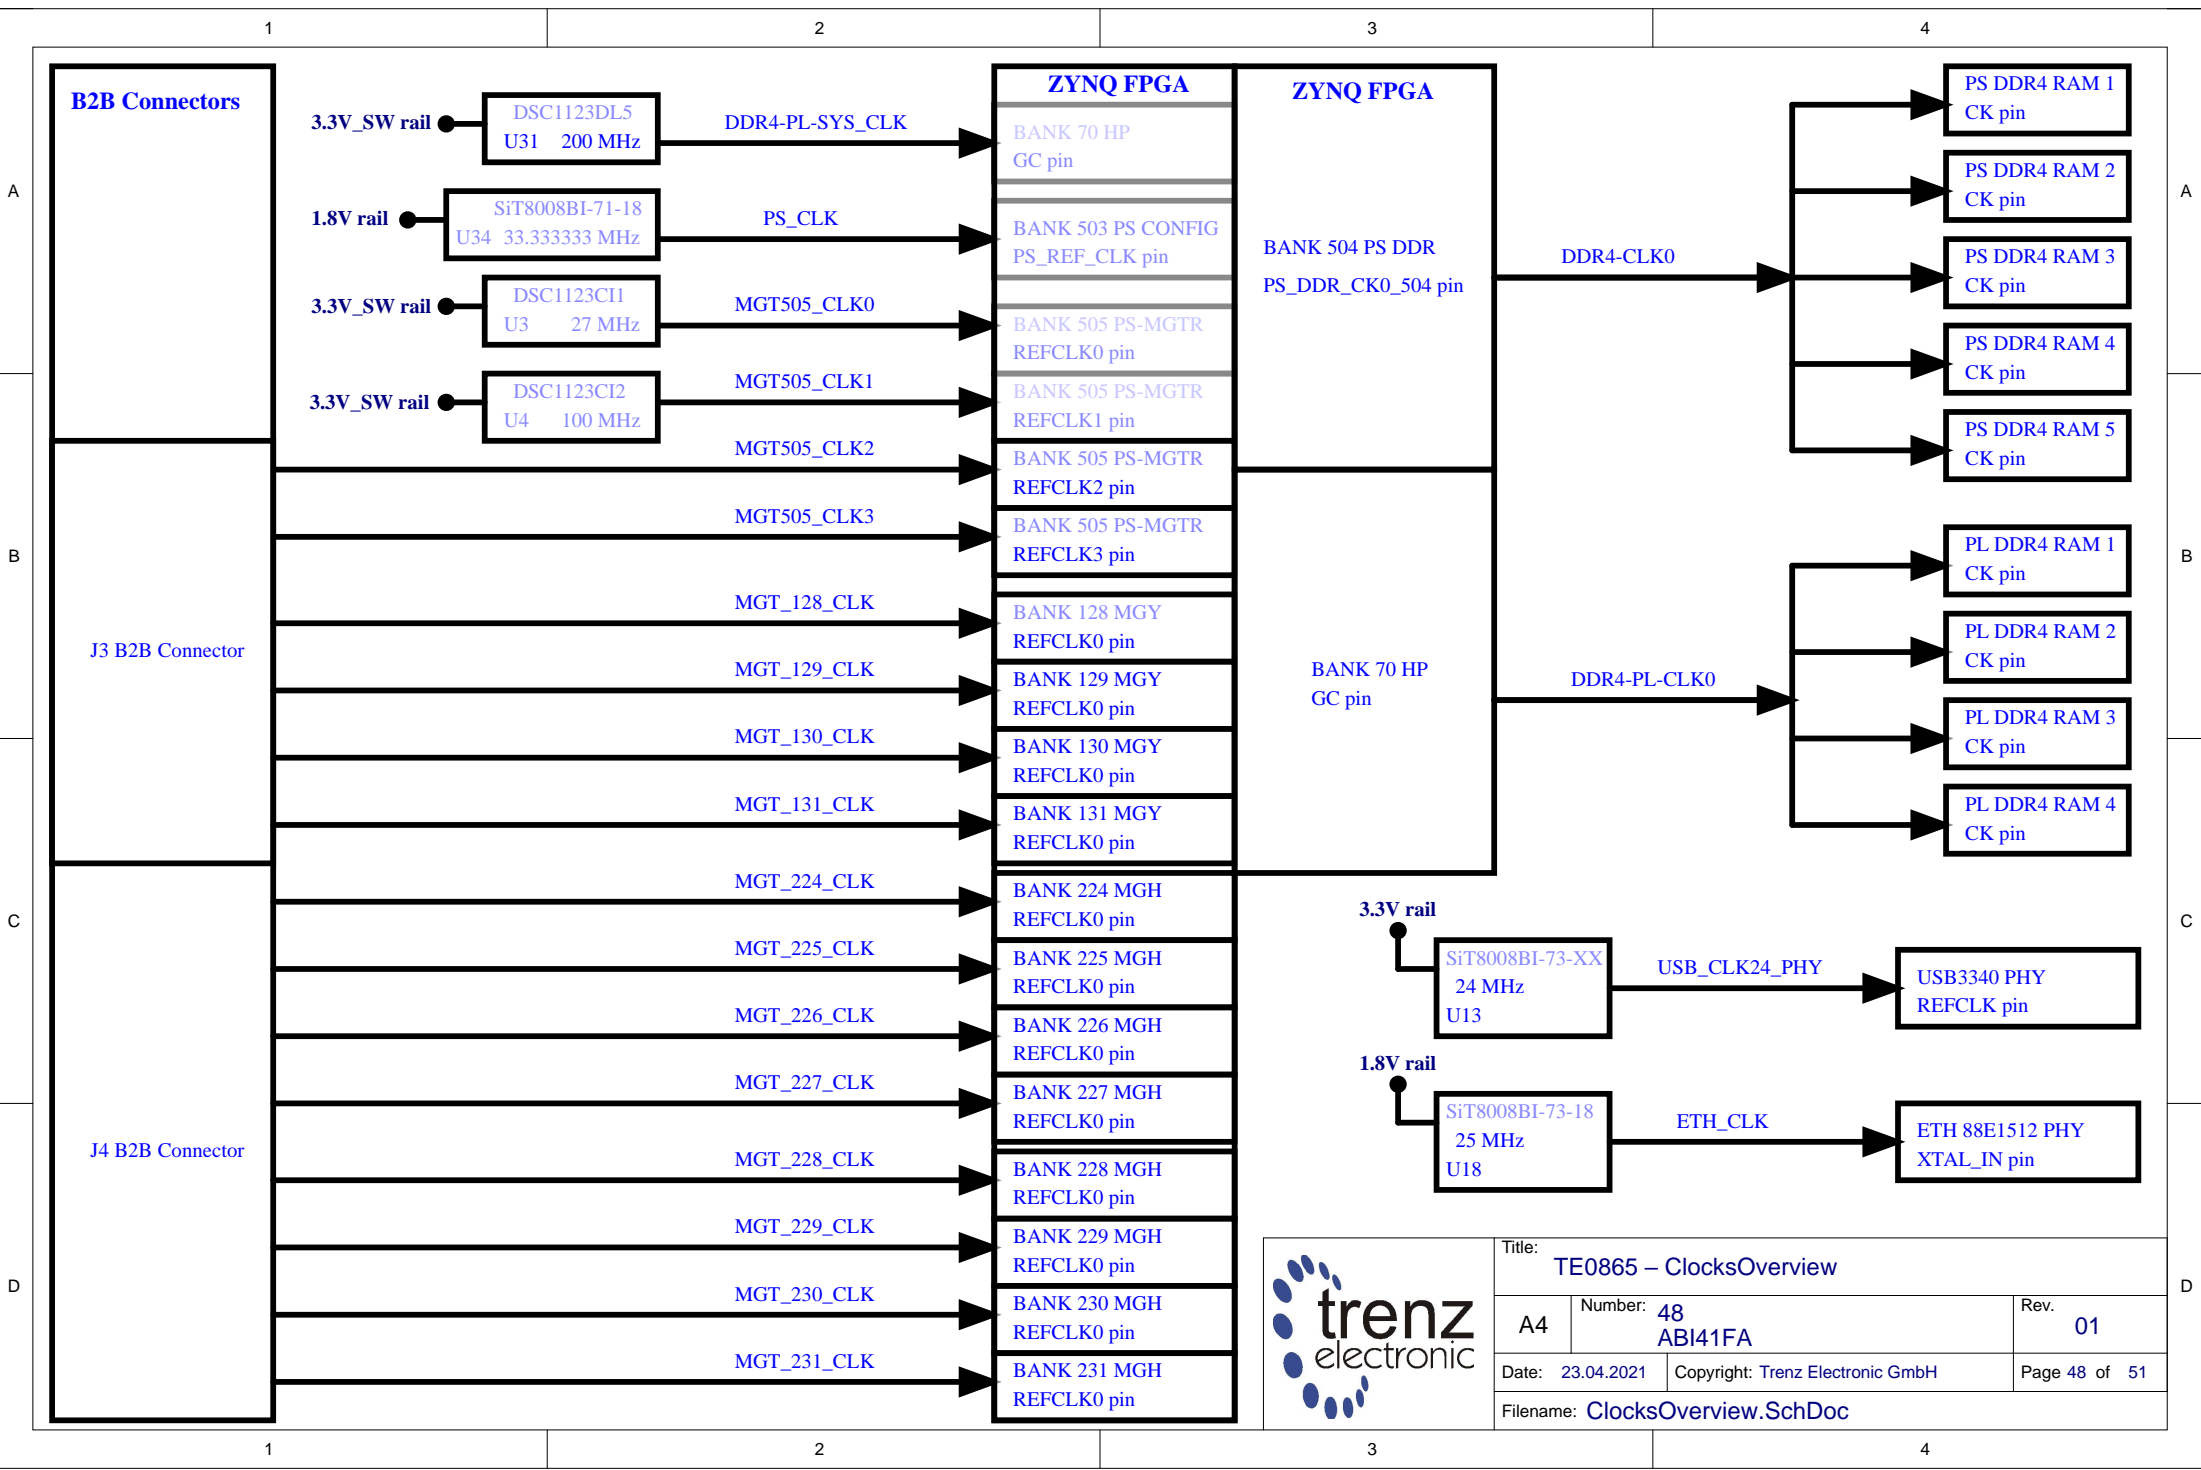 1 2 3 4
A
B
C
D
B2B Connectors
J3 B2B Connector
J4 B2B Connector
3.3V_SW rail
DSC1123DL5
U31 200 MHz
DDR4-PL-SYS_CLK
1.8V rail
SiT8008BI-71-18
U34 33.333333 MHz
PS_CLK
3.3V_SW rail
DSC1123CI1
U3 27 MHz
MGT505_CLK0
3.3V_SW rail
DSC1123CI2
U4 100 MHz
MGT505_CLK1
MGT505_CLK2
MGT505_CLK3
MGT_128_CLK
MGT_129_CLK
MGT_130_CLK
MGT_131_CLK
MGT_224_CLK
MGT_225_CLK
MGT_226_CLK
MGT_227_CLK
MGT_228_CLK
MGT_229_CLK
MGT_230_CLK
MGT_231_CLK
ZYNQ FPGA
BANK 70 HP
GC pin
BANK 503 PS CONFIG
PS_REF_CLK pin
BANK 505 PS-MGTR
REFCLK0 pin
BANK 505 PS-MGTR
REFCLK1 pin
BANK 505 PS-MGTR
REFCLK2 pin
BANK 505 PS-MGTR
REFCLK3 pin
BANK 128 MGY
REFCLK0 pin
BANK 129 MGY
REFCLK0 pin
BANK 130 MGY
REFCLK0 pin
BANK 131 MGY
REFCLK0 pin
BANK 224 MGH
REFCLK0 pin
BANK 225 MGH
REFCLK0 pin
BANK 226 MGH
REFCLK0 pin
BANK 227 MGH
REFCLK0 pin
BANK 228 MGH
REFCLK0 pin
BANK 229 MGH
REFCLK0 pin
BANK 230 MGH
REFCLK0 pin
BANK 231 MGH
REFCLK0 pin
ZYNQ FPGA
BANK 504 PS DDR
PS_DDR_CK0_504 pin
BANK 70 HP
GC pin
DDR4-CLK0
DDR4-PL-CLK0
PS DDR4 RAM 1
CK pin
PS DDR4 RAM 2
CK pin
PS DDR4 RAM 3
CK pin
PS DDR4 RAM 4
CK pin
PS DDR4 RAM 5
CK pin
PL DDR4 RAM 1
CK pin
PL DDR4 RAM 2
CK pin
PL DDR4 RAM 3
CK pin
PL DDR4 RAM 4
CK pin
3.3V rail
SiT8008BI-73-XX
24 MHz
U13
USB_CLK24_PHY
USB3340 PHY
REFCLK pin
1.8V rail
SiT8008BI-73-18
25 MHz
U18
ETH_CLK
ETH 88E1512 PHY
XTAL_IN pin
trenz
electronic
Title:
TE0865 – ClocksOverview
A4
Number: 48
ABI41FA
Rev.
01
Date: 23.04.2021
Copyright: Trenz Electronic GmbH
Page 48 of 51
Filename: ClocksOverview.SchDoc
A
B
C
D
1 2 3 4